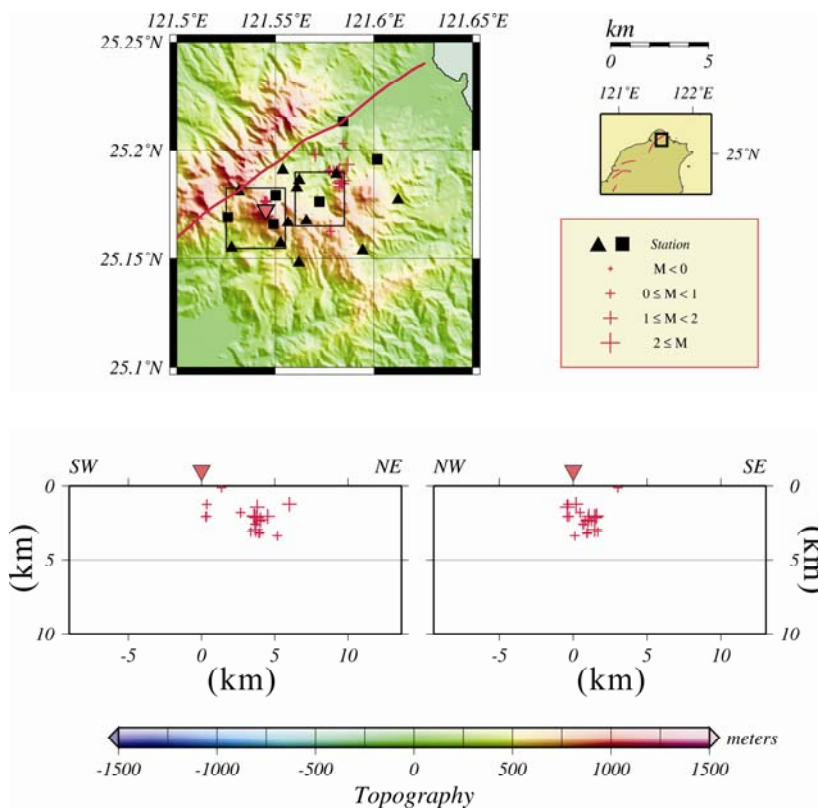 121.5°E 121.55°E 121.6°E 121.65°E
25.25°N
25.2°N
25.15°N
25.1°N
km
0 5
121°E 122°E
25°N
Station
M < 0
0 ≤ M < 1
1 ≤ M < 2
2 ≤ M
SW NE
0
5
10
(km)
-5 0 5 10
(km)
NW SE
0
5
10
(km)
-5 0 5 10
(km)
-1500 -1000 -500 0 500 1000 1500
meters
Topography